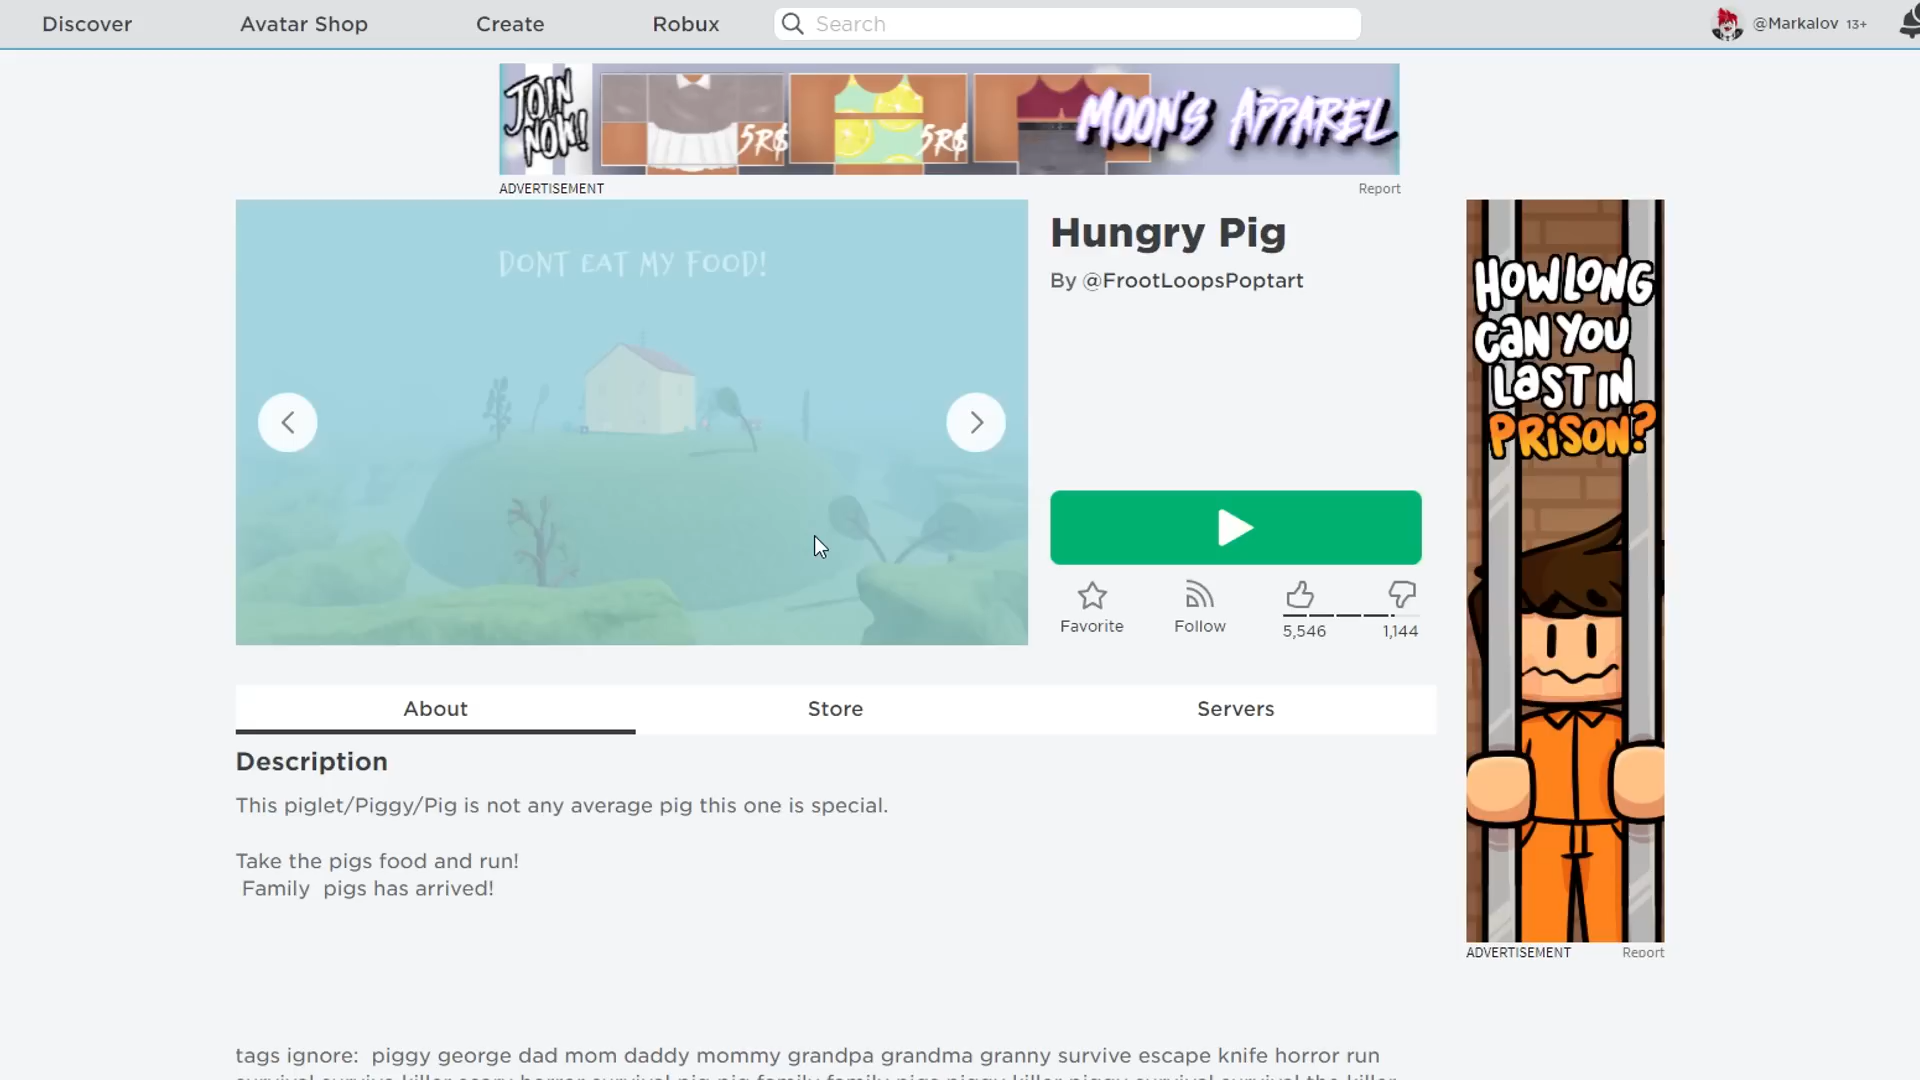 Discover
Avatar Shop
Create
Robux
Search
@Markalov 13+
JOIN NOW!
5R$
5R$
MOON'S APPAREL
ADVERTISEMENT
Report
DONT EAT MY FOOD!
Hungry Pig
By @FrootLoopsPoptart
Favorite
Follow
5,546
1,144
HOW LONG
CAN YOU
LAST IN
PRISON?
ADVERTISEMENT
Report
About
Store
Servers
Description
This piglet/Piggy/Pig is not any average pig this one is special.
Take the pigs food and run!
Family pigs has arrived!
tags ignore: piggy george dad mom daddy mommy grandpa grandma granny survive escape knife horror run